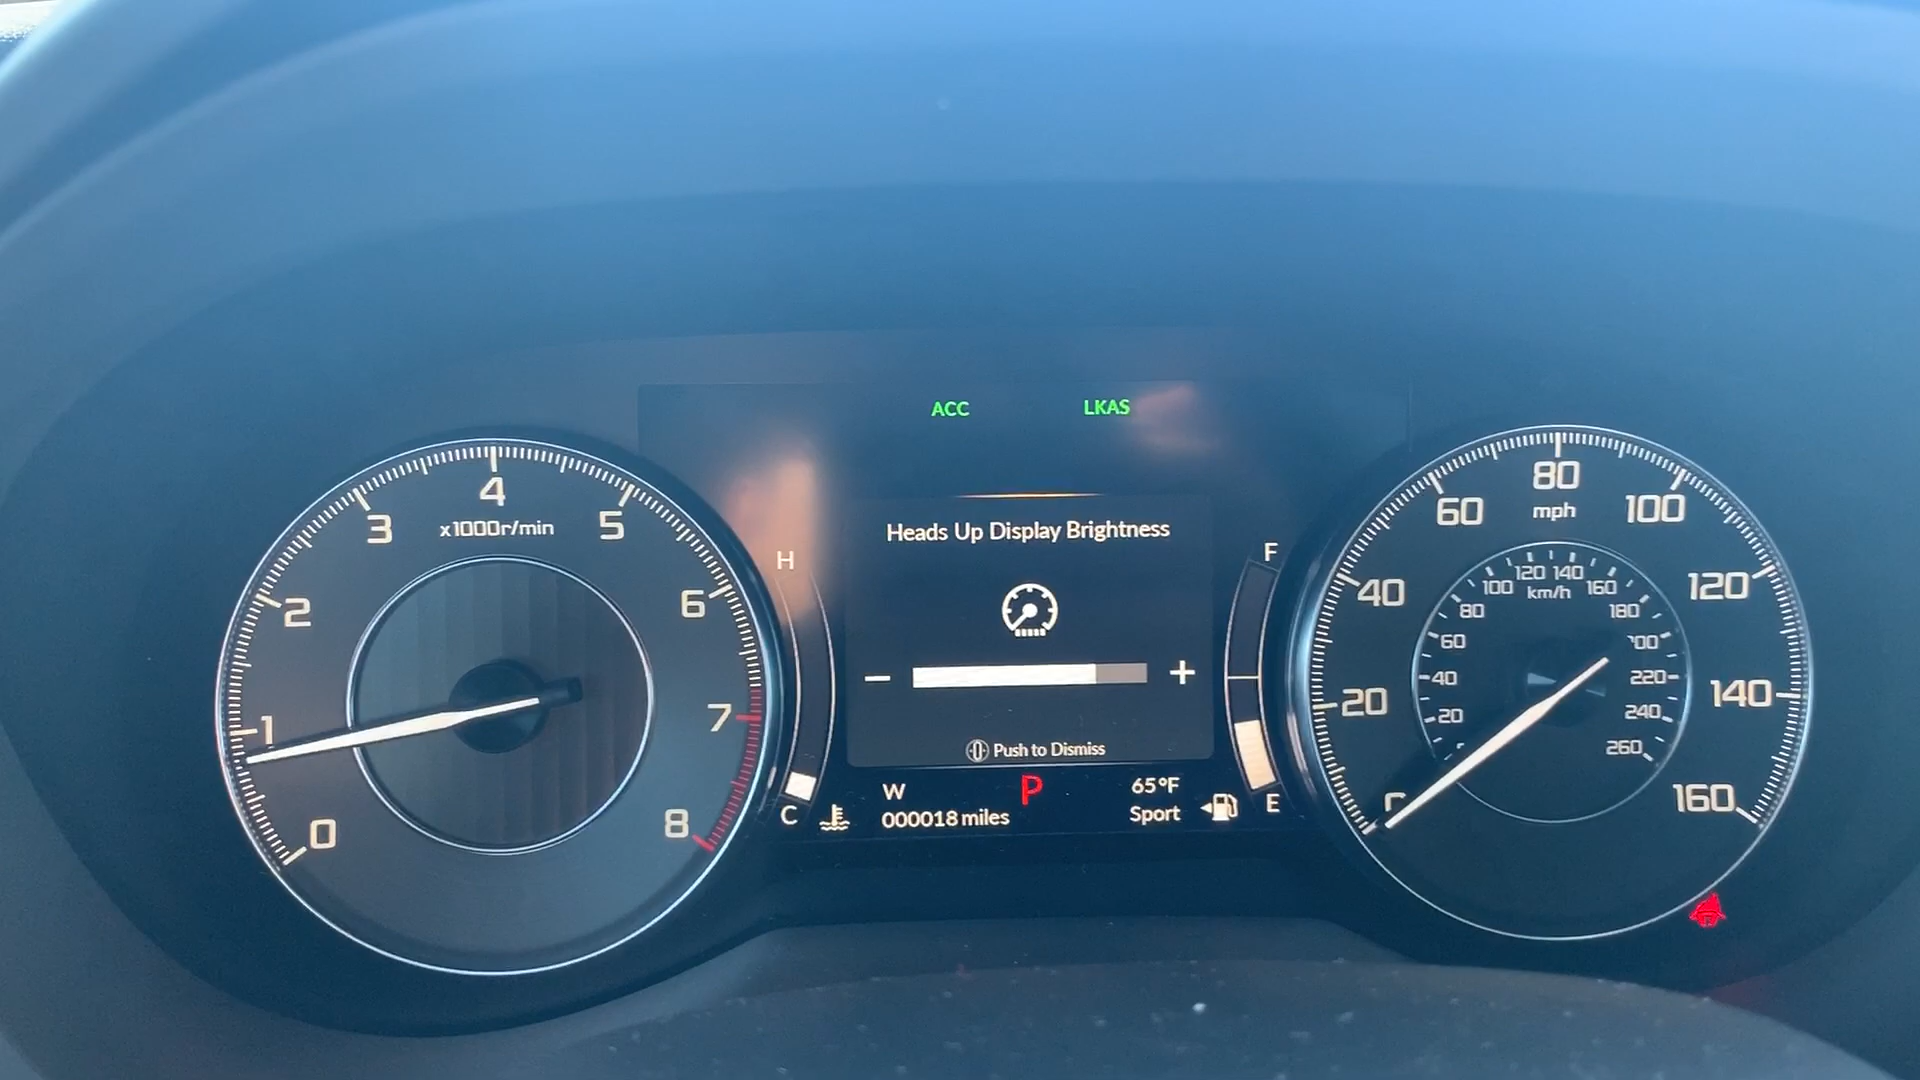 ACC LKAS
4
3 5
x1000r/min
2 6
1 7
0 8
H
C
Heads Up Display Brightness
− +
Push to Dismiss
W P 65°F
000018 miles Sport
F
E
80
60 100
mph
40 120
20 140
160
120 140
100 160
km/h
80 180
60
40 220
20 240
260